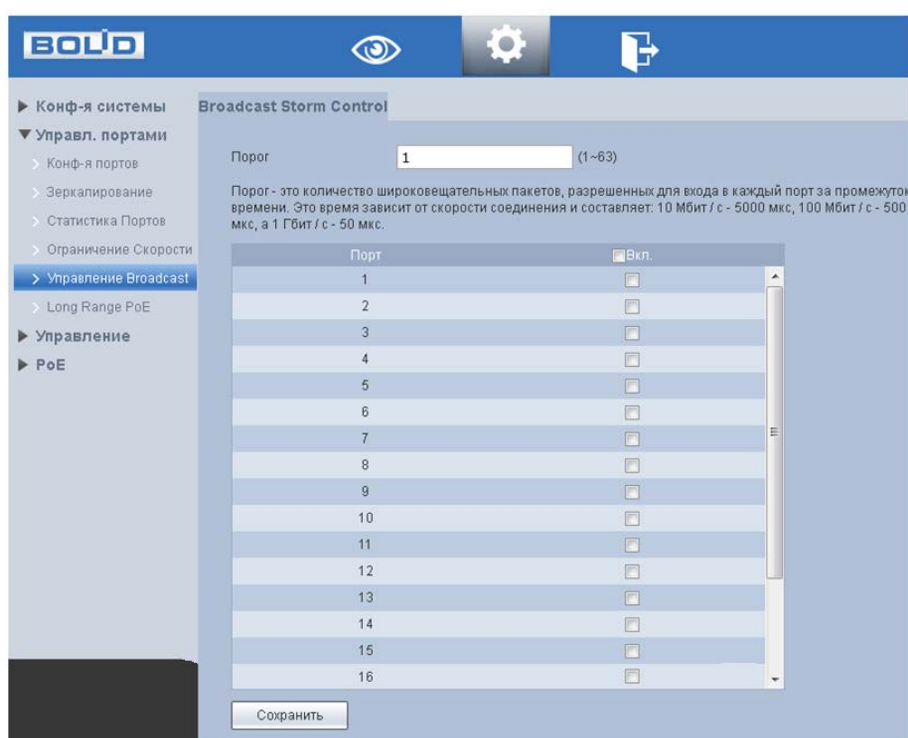 BOLID
Конф-я системы
Управл. портами
Конф-я портов
Зеркалирование
Статистика Портов
Ограничение Скорости
Управление Broadcast
Long Range PoE
Управление
PoE
Broadcast Storm Control
Порог 1 (1~63)
Порог - это количество широковещательных пакетов, разрешенных для входа в каждый порт за промежуток
времени. Это время зависит от скорости соединения и составляет: 10 Мбит / с - 5000 мкс, 100 Мбит / с - 500
мкс, а 1 Гбит / с - 50 мкс.
Порт Вкл.
1
2
3
4
5
6
7
8
9
10
11
12
13
14
15
16
Сохранить